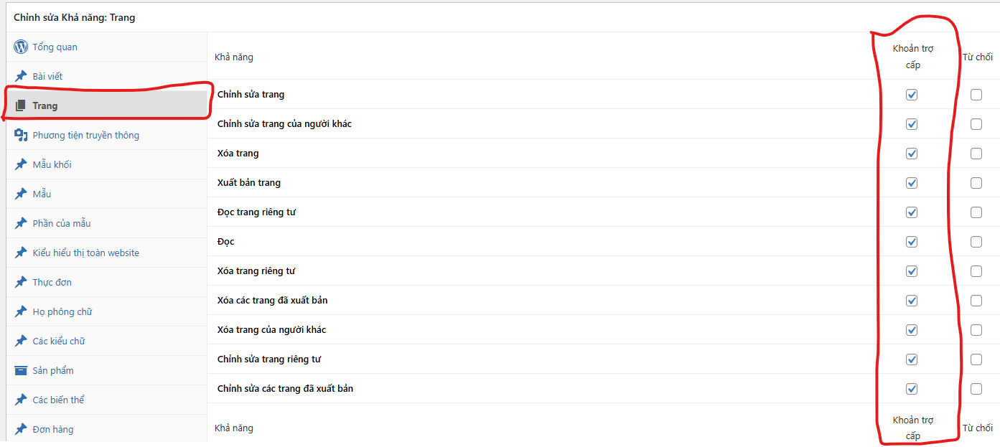 Chỉnh sửa Khả năng: Trang
Tổng quan
Bài viết
Trang
Phương tiện truyền thông
Mẫu khối
Mẫu
Phần của mẫu
Kiểu hiểu thị toàn website
Thực đơn
Họ phông chữ
Các kiểu chữ
Sản phẩm
Các biến thể
Đơn hàng
Khả năng
Khoản trợ
cấp
Từ chối
Chỉnh sửa trang
Chỉnh sửa trang của người khác
Xóa trang
Xuất bản trang
Đọc trang riêng tư
Đọc
Xóa trang riêng tư
Xóa các trang đã xuất bản
Xóa trang của người khác
Chỉnh sửa trang riêng tư
Chỉnh sửa các trang đã xuất bản
Khả năng
Khoản trợ
cấp
Từ chối